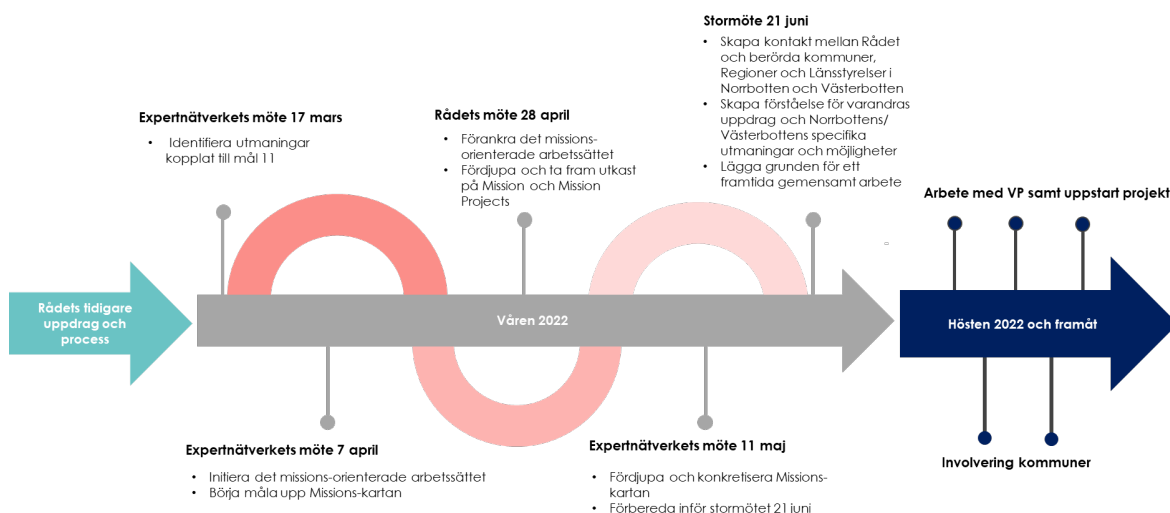 Stormöte 21 juni
• Skapa kontakt mellan Rådet
och berörda kommuner,
Regioner och Länsstyrelser i
Norrbotten och Västerbotten
• Skapa förståelse för varandras
uppdrag och Norrbottens/
Västerbottens specifika
utmaningar och möjligheter
• Lägga grunden för ett
framtida gemensamt arbete
Expertnätverkets möte 17 mars
• Identifiera utmaningar
kopplat till mål 11
Rådets möte 28 april
• Förankra det missions-
orienterade arbetssättet
• Fördjupa och ta fram utkast
på Mission och Mission
Projects
Arbete med VP samt uppstart projekt
Rådets tidigare
uppdrag och
process
Våren 2022
Hösten 2022 och framåt
Expertnätverkets möte 7 april
• Initiera det missions-orienterade arbetssättet
• Börja måla upp Missions-kartan
Expertnätverkets möte 11 maj
• Fördjupa och konkretisera Missions-
kartan
• Förbereda inför stormötet 21 juni
Involvering kommuner